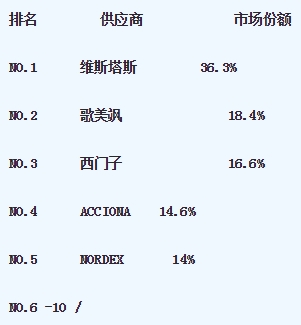 排名 供应商 市场份额
NO.1 维斯塔斯 36.3%
NO.2 歌美飒 18.4%
NO.3 西门子 16.6%
NO.4 ACCIONA 14.6%
NO.5 NORDEX 14%
NO.6 -10 /